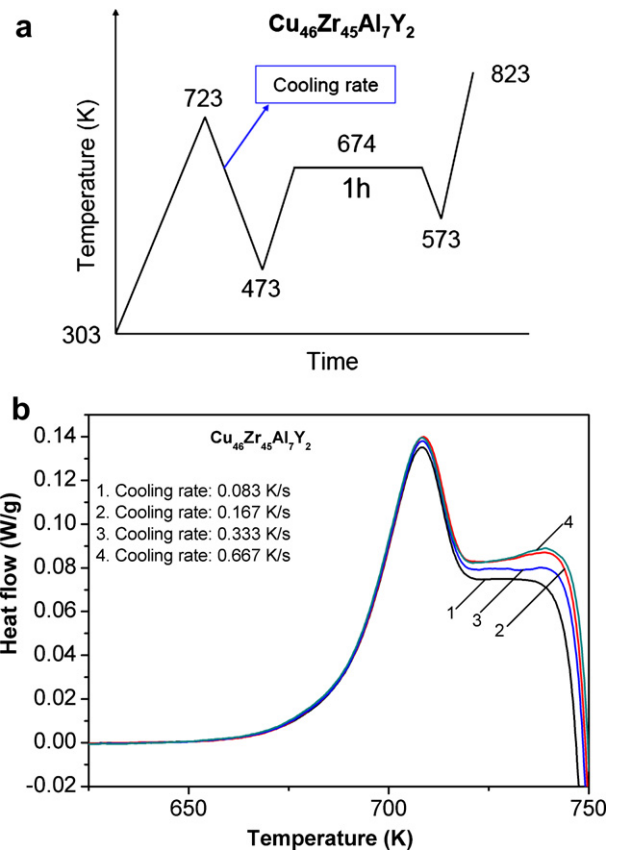 a
Cu46Zr45Al7Y2
Cooling rate
723
823
674
1h
573
473
303
Temperature (K)
Time
b
Cu46Zr45Al7Y2
1. Cooling rate: 0.083 K/s
2. Cooling rate: 0.167 K/s
3. Cooling rate: 0.333 K/s
4. Cooling rate: 0.667 K/s
4
1
3
2
0.14
0.12
0.10
0.08
0.06
0.04
0.02
0.00
-0.02
Heat flow (W/g)
650
700
750
Temperature (K)